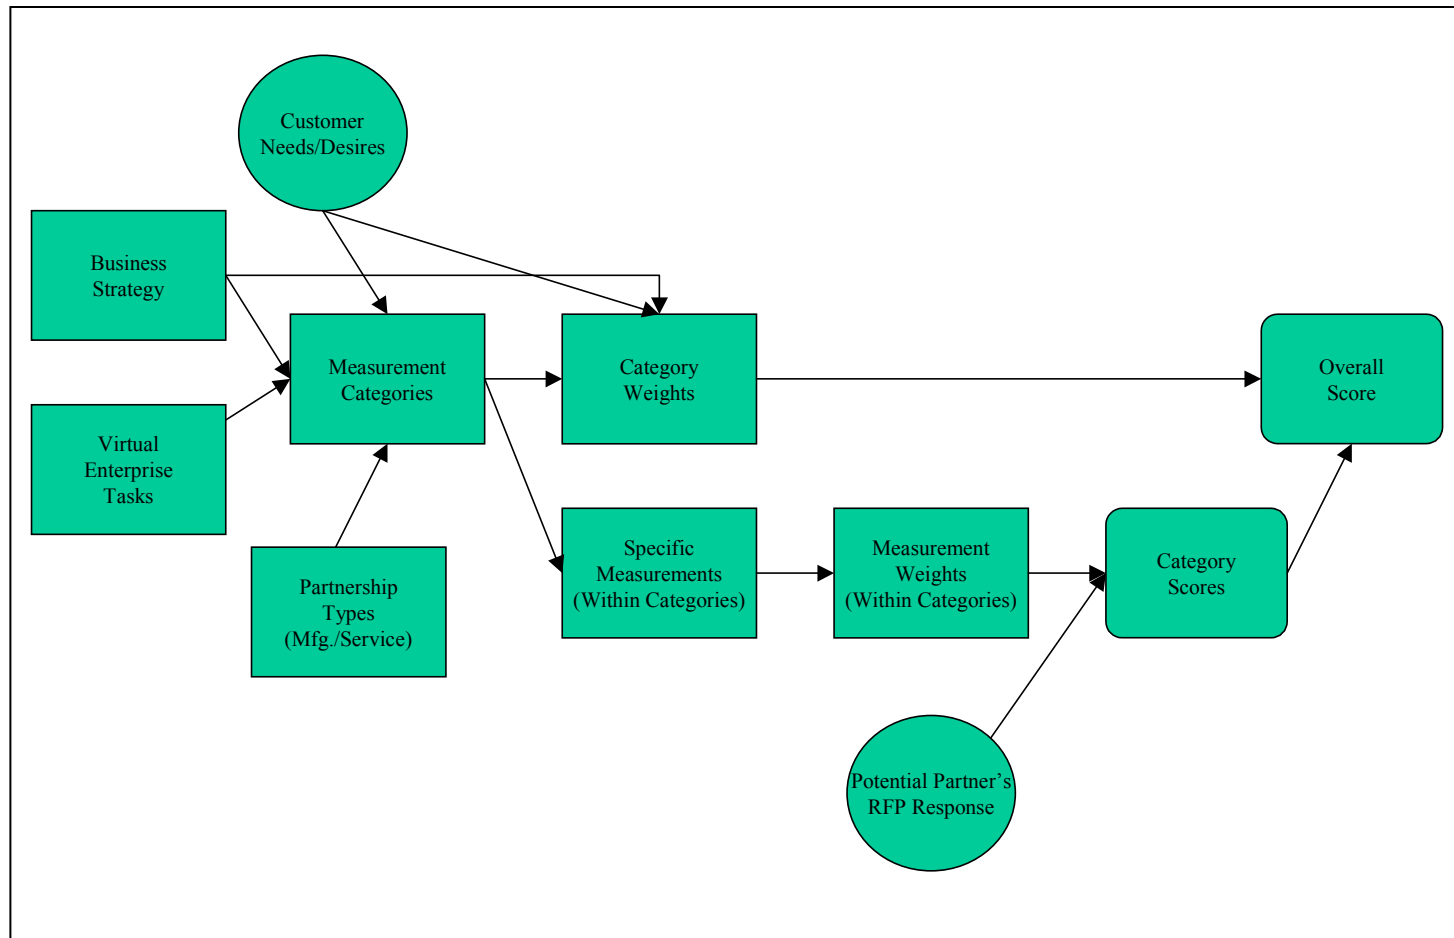 Customer
Needs/Desires
Business
Strategy
Measurement
Categories
Category
Weights
Overall
Score
Virtual
Enterprise
Tasks
Partnership
Types
(Mfg./Service)
Specific
Measurements
(Within Categories)
Measurement
Weights
(Within Categories)
Category
Scores
Potential Partner’s
RFP Response